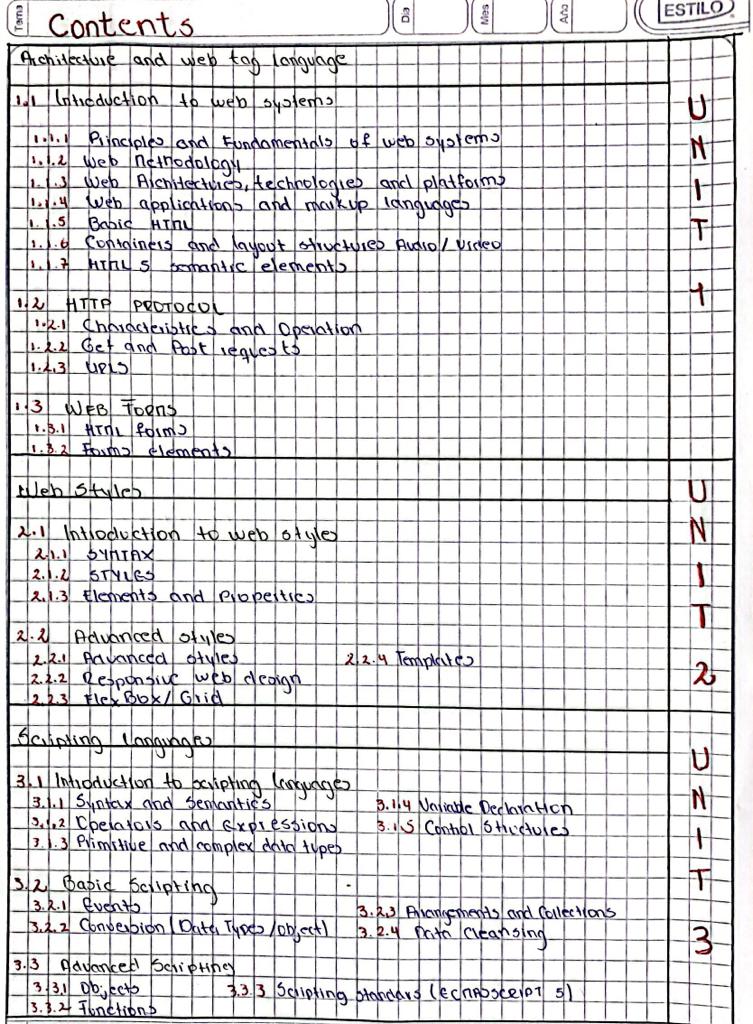 Tema
Contents
Dia
Mes
Año
ESTILO
Architecture and web tag language
1.1 Introduction to web systems
1.1.1 Principles and Fundamentals of web systems
1.1.2 Web Methodology
1.1.3 Web Architectures, technologies and platforms
1.1.4 Web applications and markup languages
1.1.5 Basic HTML
1.1.6 Containers and layout structures Audio/Video
1.1.7 HTML 5 semantic elements
1.2 HTTP PROTOCOL
1.2.1 Characteristics and Operation
1.2.2 Get and Post requests
1.2.3 URLS
1.3 WEB FORMS
1.3.1 HTML forms
1.3.2 Forms elements
UNIT 1
Web Styles
2.1 Introduction to web styles
2.1.1 SYNTAX
2.1.2 STYLES
2.1.3 Elements and Properties
2.2 Advanced styles
2.2.1 Advanced styles
2.2.2 Responsive web design
2.2.3 FlexBox/Grid
2.2.4 Templates
UNIT 2
Scripting Languages
3.1 Introduction to scripting languages
3.1.1 Syntax and Semantics
3.1.2 Operators and Expressions
3.1.3 Primitive and complex data types
3.1.4 Variable Declaration
3.1.5 Control Structures
3.2 Basic Scripting
3.2.1 Events
3.2.2 Conversion (Data Types/object)
3.2.3 Arrangements and Collections
3.2.4 Data Cleansing
3.3 Advanced Scripting
3.3.1 Objects
3.3.2 Functions
3.3.3 Scripting standars (ECMASCRIPT 5)
UNIT 3